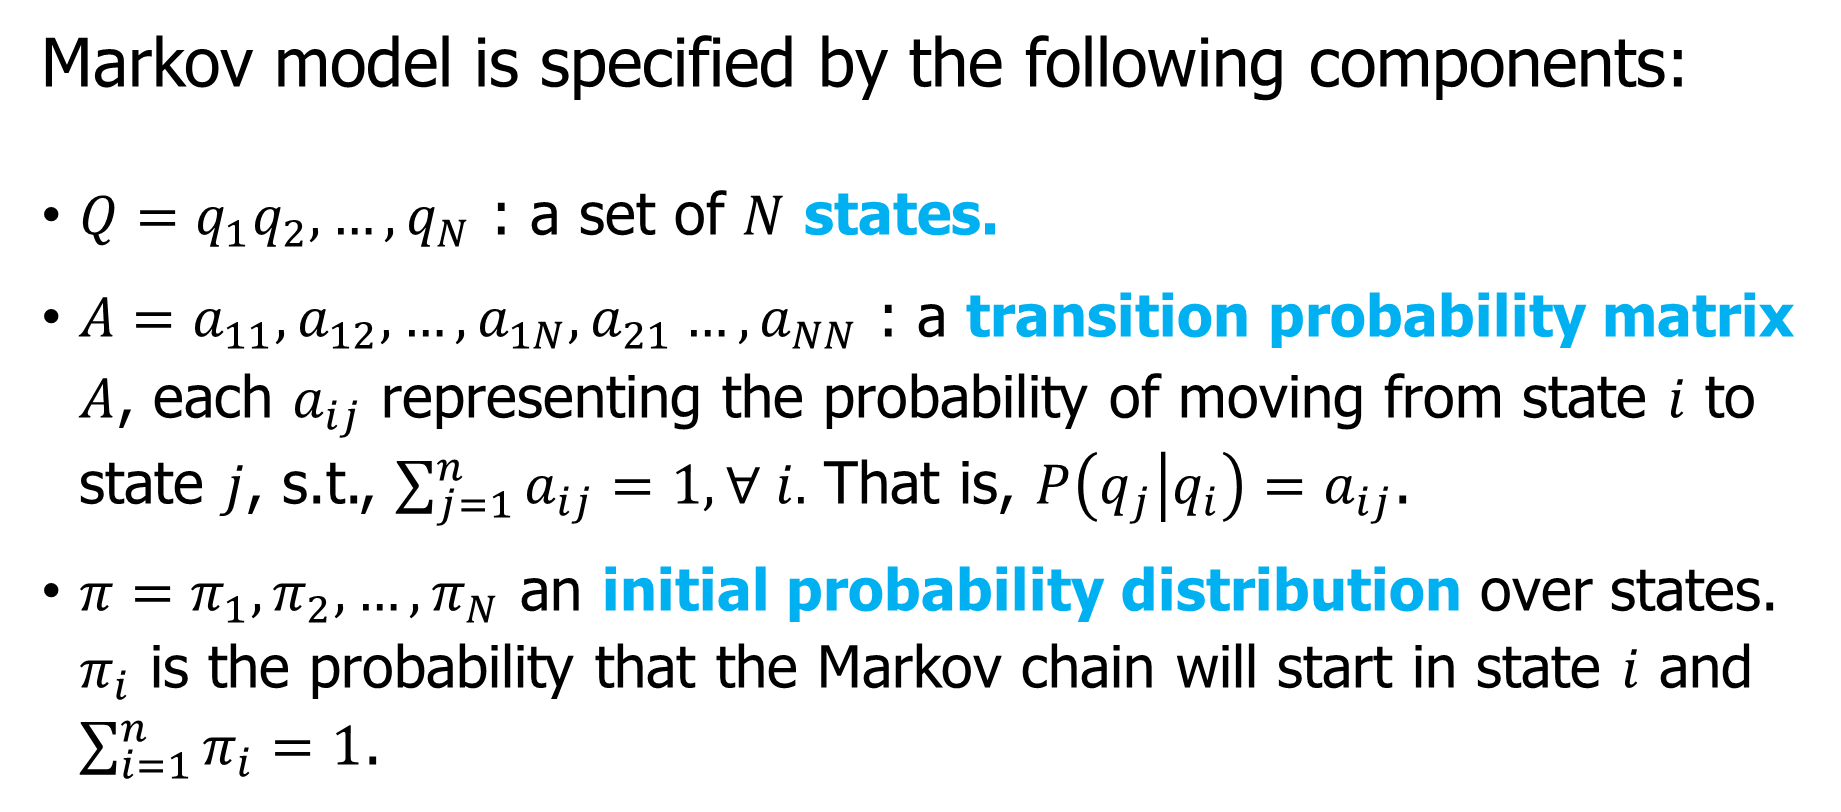 Markov model is specified by the following components:
• Q = q₁q₂, … , q_N : a set of N states.
• A = a₁₁, a₁₂, … , a₁N, a₂₁ … , a_NN : a transition probability matrix
A, each a_ij representing the probability of moving from state i to
state j, s.t., ∑_{j=1}^{n} a_ij = 1, ∀ i. That is, P(q_j|q_i) = a_ij.
• π = π₁, π₂, … , π_N an initial probability distribution over states.
π_i is the probability that the Markov chain will start in state i and
∑_{i=1}^{n} π_i = 1.